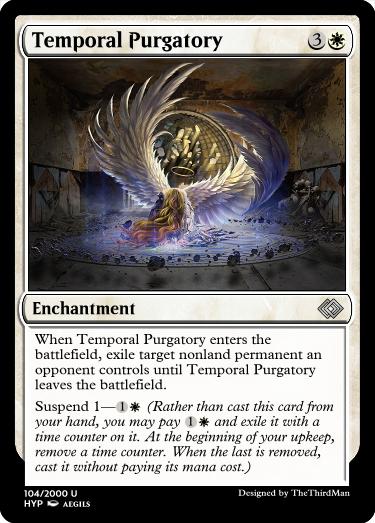 Temporal Purgatory 3
Enchantment
When Temporal Purgatory enters the
battlefield, exile target nonland permanent an
opponent controls until Temporal Purgatory
leaves the battlefield.
Suspend 1—1 (Rather than cast this card from
your hand, you may pay 1 and exile it with a
time counter on it. At the beginning of your upkeep,
remove a time counter. When the last is removed,
cast it without paying its mana cost.)
104/2000 U
HYP AEGILS
Designed by TheThirdMan